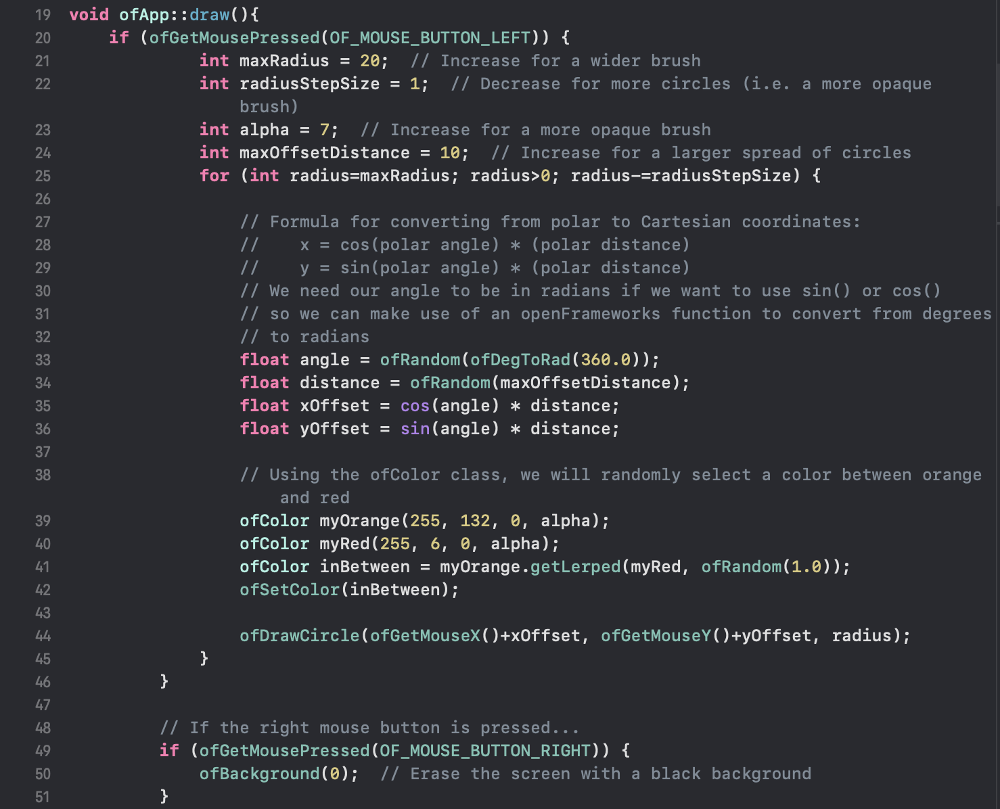 19 void ofApp::draw(){
20 if (ofGetMousePressed(OF_MOUSE_BUTTON_LEFT)) {
21 int maxRadius = 20; // Increase for a wider brush
22 int radiusStepSize = 1; // Decrease for more circles (i.e. a more opaque
brush)
23 int alpha = 7; // Increase for a more opaque brush
24 int maxOffsetDistance = 10; // Increase for a larger spread of circles
25 for (int radius=maxRadius; radius>0; radius-=radiusStepSize) {
26
27 // Formula for converting from polar to Cartesian coordinates:
28 // x = cos(polar angle) * (polar distance)
29 // y = sin(polar angle) * (polar distance)
30 // We need our angle to be in radians if we want to use sin() or cos()
31 // so we can make use of an openFrameworks function to convert from degrees
32 // to radians
33 float angle = ofRandom(ofDegToRad(360.0));
34 float distance = ofRandom(maxOffsetDistance);
35 float xOffset = cos(angle) * distance;
36 float yOffset = sin(angle) * distance;
37
38 // Using the ofColor class, we will randomly select a color between orange
and red
39 ofColor myOrange(255, 132, 0, alpha);
40 ofColor myRed(255, 6, 0, alpha);
41 ofColor inBetween = myOrange.getLerped(myRed, ofRandom(1.0));
42 ofSetColor(inBetween);
43
44 ofDrawCircle(ofGetMouseX()+xOffset, ofGetMouseY()+yOffset, radius);
45 }
46 }
47
48 // If the right mouse button is pressed...
49 if (ofGetMousePressed(OF_MOUSE_BUTTON_RIGHT)) {
50 ofBackground(0); // Erase the screen with a black background
51 }